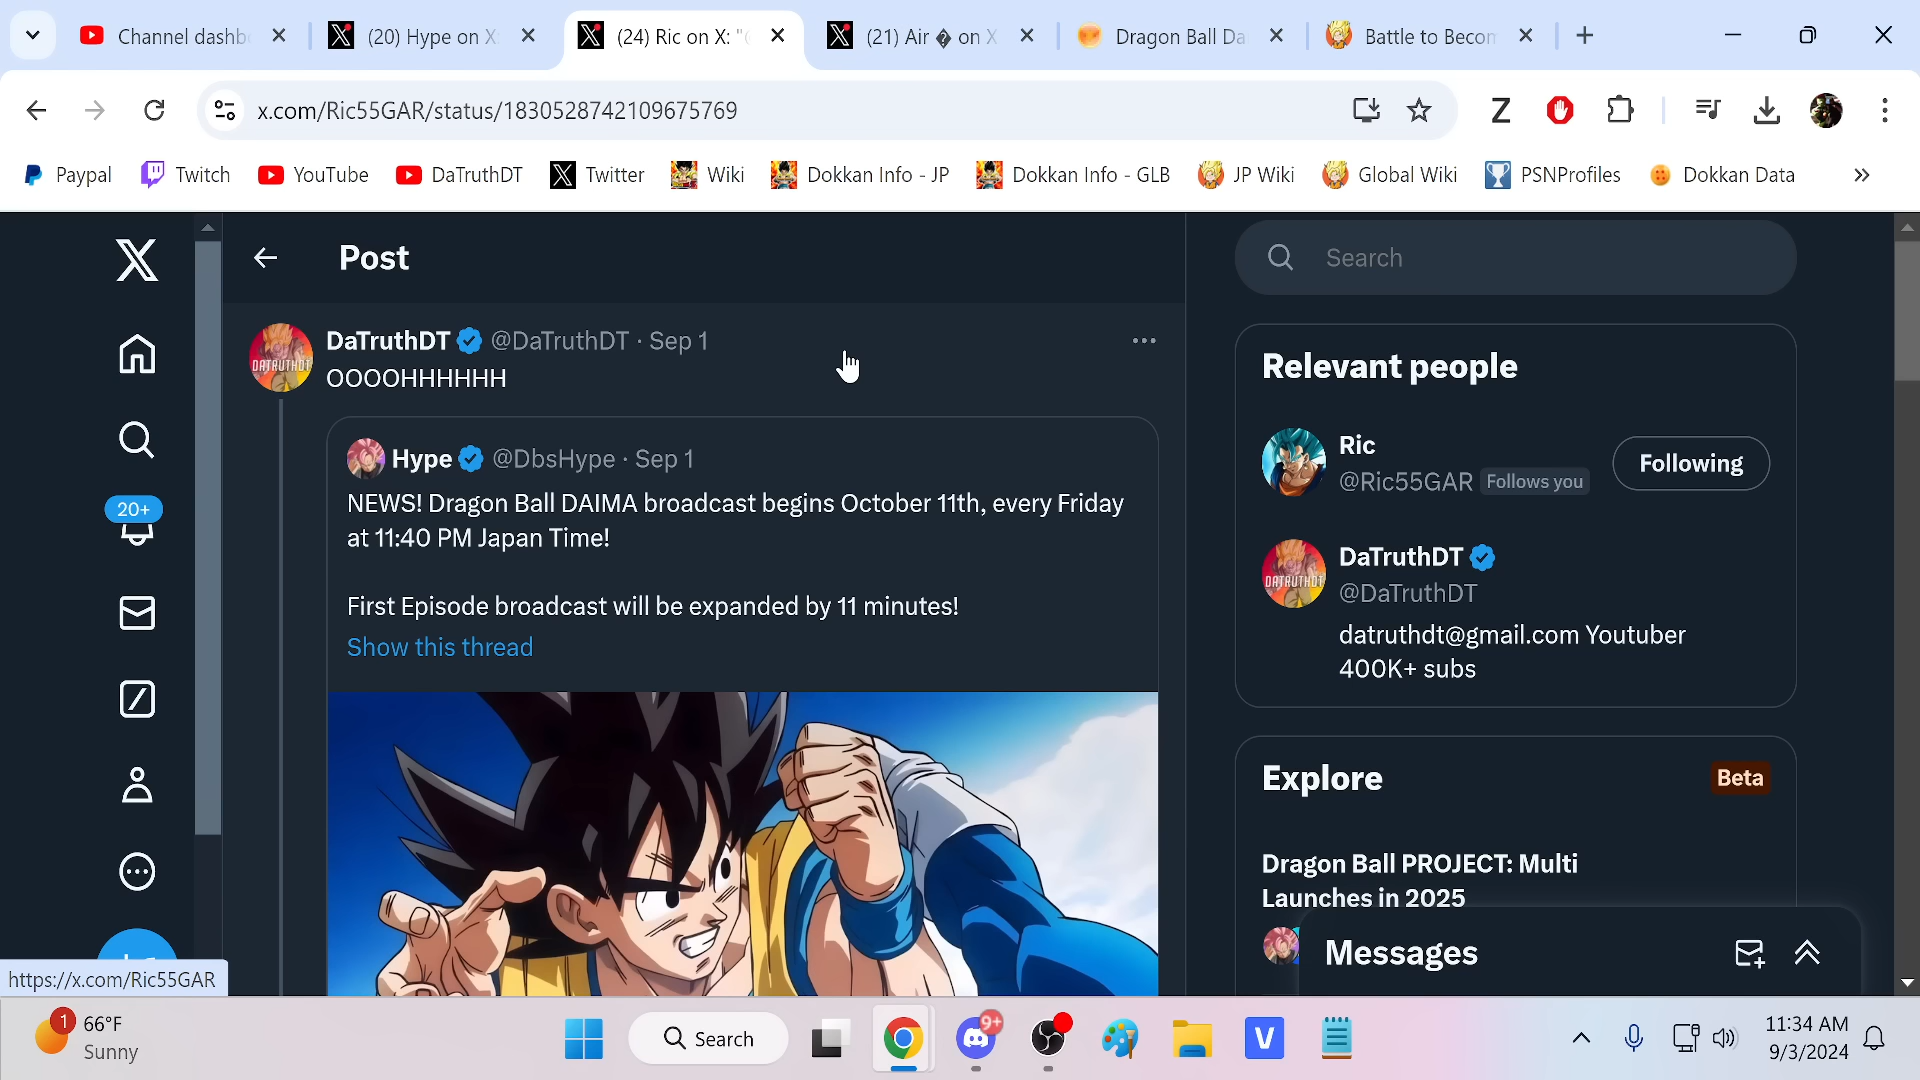 Channel dashb
(20) Hype on X:
(24) Ric on X: "
(21) Air � on X
Dragon Ball Da
Battle to Becom
x.com/Ric55GAR/status/1830528742109675769
Z
Paypal
Twitch
YouTube
DaTruthDT
Twitter
Wiki
Dokkan Info - JP
Dokkan Info - GLB
JP Wiki
Global Wiki
PSNProfiles
Dokkan Data
»
Post
Search
DaTruthDT @DaTruthDT · Sep 1
OOOOHHHHHH
DATRUTHDT
Hype @DbsHype · Sep 1
NEWS! Dragon Ball DAIMA broadcast begins October 11th, every Friday
at 11:40 PM Japan Time!
First Episode broadcast will be expanded by 11 minutes!
Show this thread
20+
Relevant people
Ric
@Ric55GAR Follows you
Following
DaTruthDT
@DaTruthDT
DATRUTHDT
datruthdt@gmail.com Youtuber
400K+ subs
Explore
Beta
Dragon Ball PROJECT: Multi
Launches in 2025
Messages
https://x.com/Ric55GAR
1
66°F
Sunny
Search
9+
V
11:34 AM
9/3/2024